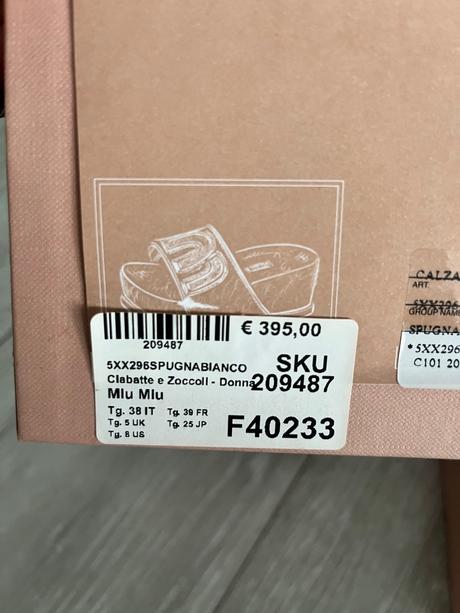 € 395,00
209487
5XX296SPUGNABIANCO
SKU
Ciabatte e Zoccoli - Donna
209487
Miu Miu
Tg. 38 IT Tg. 39 FR
Tg. 5 UK Tg. 25 JP
Tg. 8 US
F40233
CALZA
ART.
5XX296
GROUP NAME
SPUGNA
*5XX296
C101 20